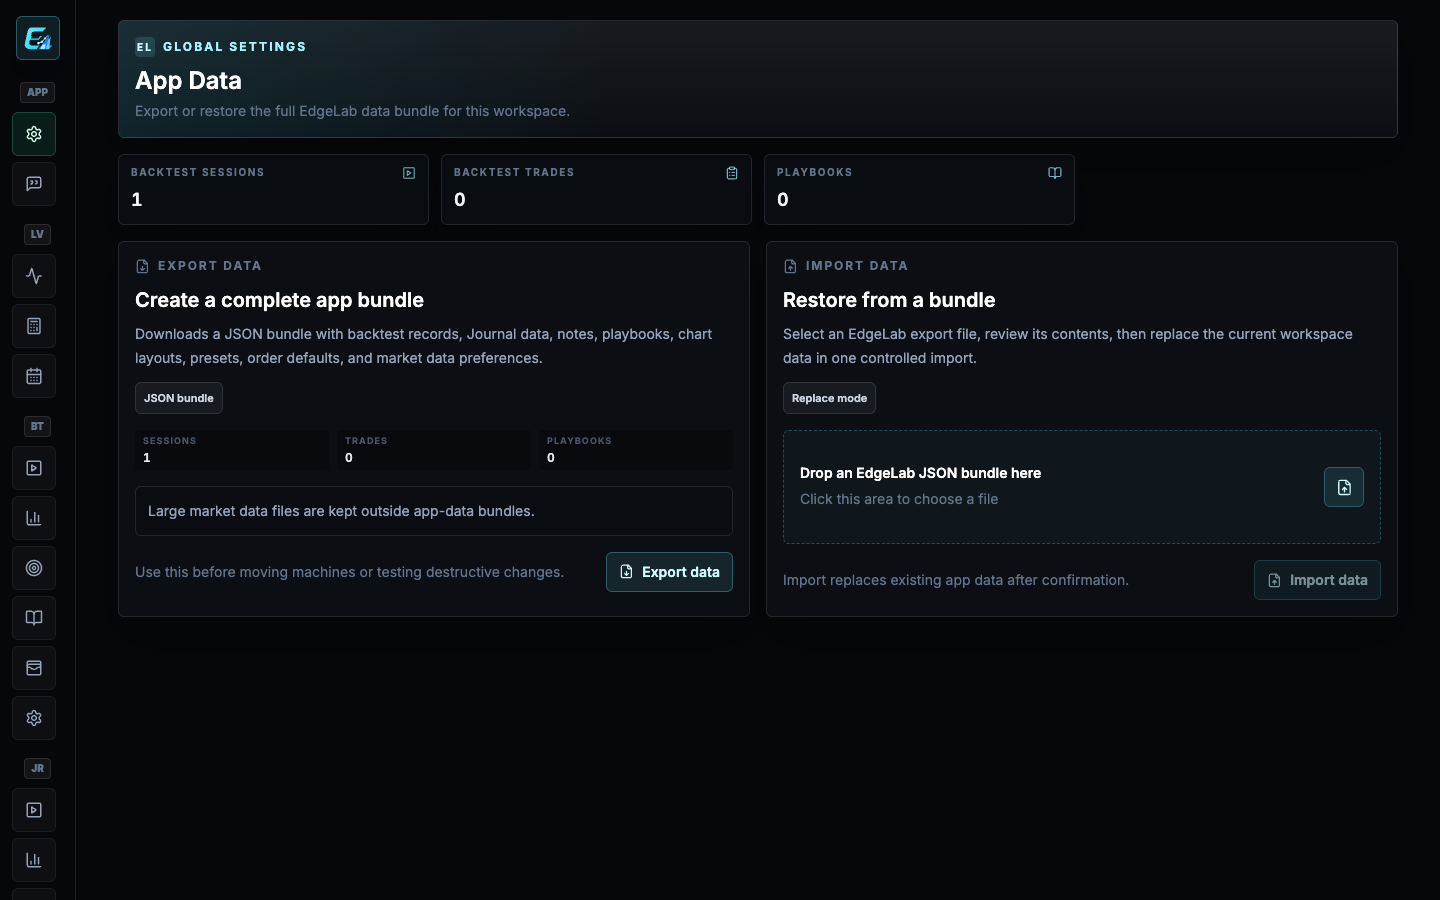 APP
LV
BT
JR
EL GLOBAL SETTINGS
App Data
Export or restore the full EdgeLab data bundle for this workspace.
BACKTEST SESSIONS
1
BACKTEST TRADES
0
PLAYBOOKS
0
EXPORT DATA
Create a complete app bundle
Downloads a JSON bundle with backtest records, Journal data, notes, playbooks, chart
layouts, presets, order defaults, and market data preferences.
JSON bundle
SESSIONS
1
TRADES
0
PLAYBOOKS
0
Large market data files are kept outside app-data bundles.
Use this before moving machines or testing destructive changes.
Export data
IMPORT DATA
Restore from a bundle
Select an EdgeLab export file, review its contents, then replace the current workspace
data in one controlled import.
Replace mode
Drop an EdgeLab JSON bundle here
Click this area to choose a file
Import replaces existing app data after confirmation.
Import data